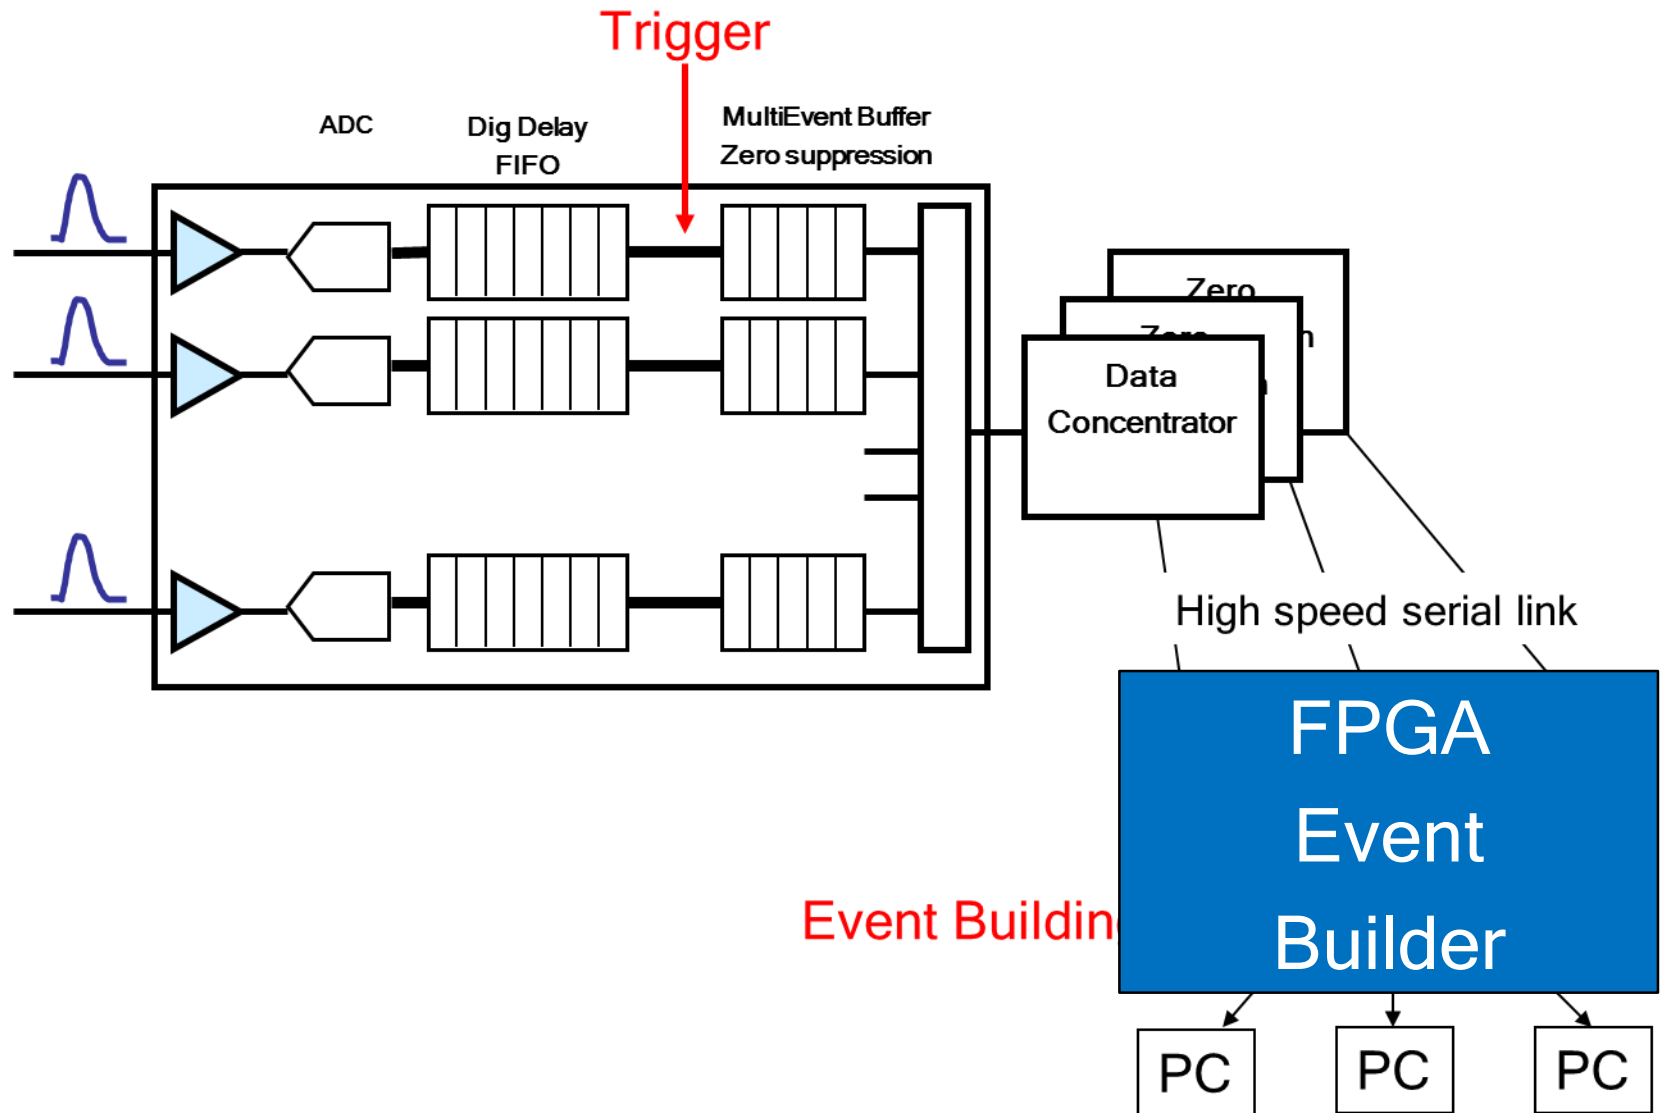 Trigger
ADC
Dig Delay
FIFO
MultiEvent Buffer
Zero suppression
Zero
n
Data
Concentrator
High speed serial link
FPGA
Event
Builder
Event Buildin
PC
PC
PC